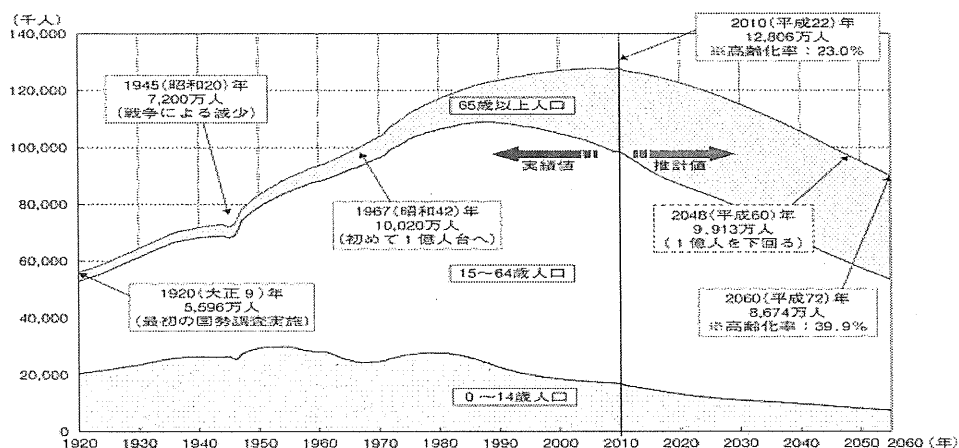 (千人)
140,000
120,000
100,000
80,000
60,000
40,000
20,000
0
2010(平成22)年
12,806万人
※高齢化率:23.0%
1945(昭和20)年
7,200万人
(戦争による減少)
65歳以上人口
実績値
推計値
1967(昭和42)年
10,020万人
(初めて1億人台へ)
2048(平成60)年
9,913万人
(1億人を下回る)
15~64歳人口
1920(大正9)年
5,596万人
(最初の国勢調査実施)
2060(平成72)年
8,674万人
※高齢化率:39.9%
0~14歳人口
1920 1930 1940 1950 1960 1970 1980 1990 2000 2010 2020 2030 2040 2050 2060(年)